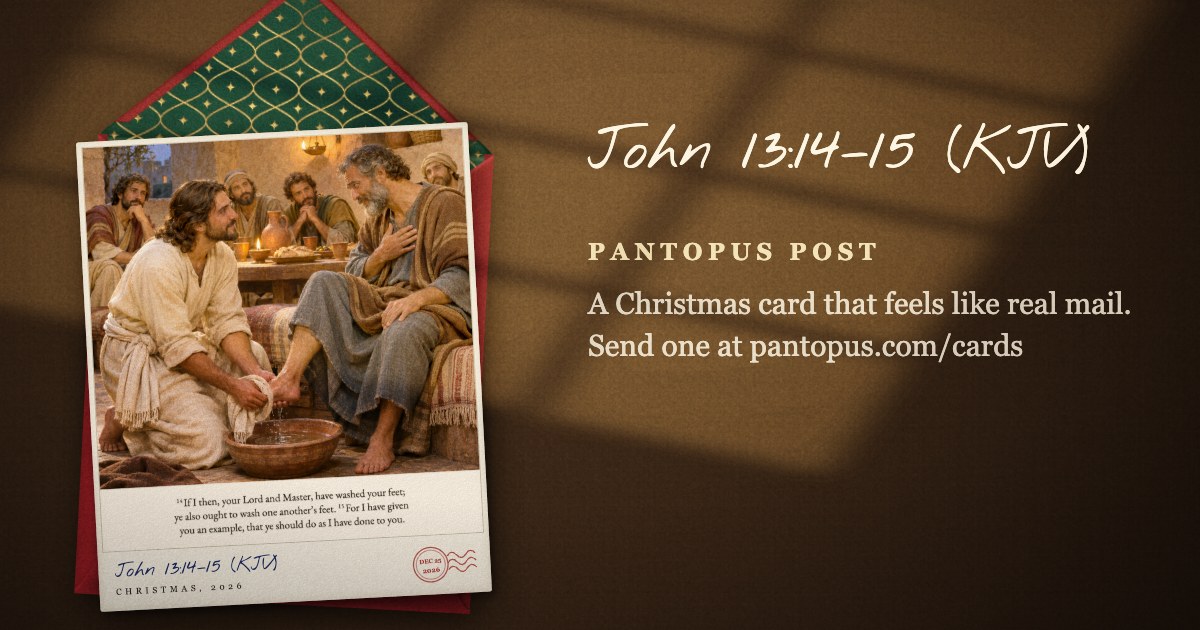 ¹⁴If I then, your Lord and Master, have washed your feet;
ye also ought to wash one another's feet. ¹⁵For I have given
you an example, that ye should do as I have done to you.
John 13:14–15 (KJV)
CHRISTMAS, 2026
DEC 25
2026
John 13:14–15 (KJV)
PANTOPUS POST
A Christmas card that feels like real mail.
Send one at pantopus.com/cards